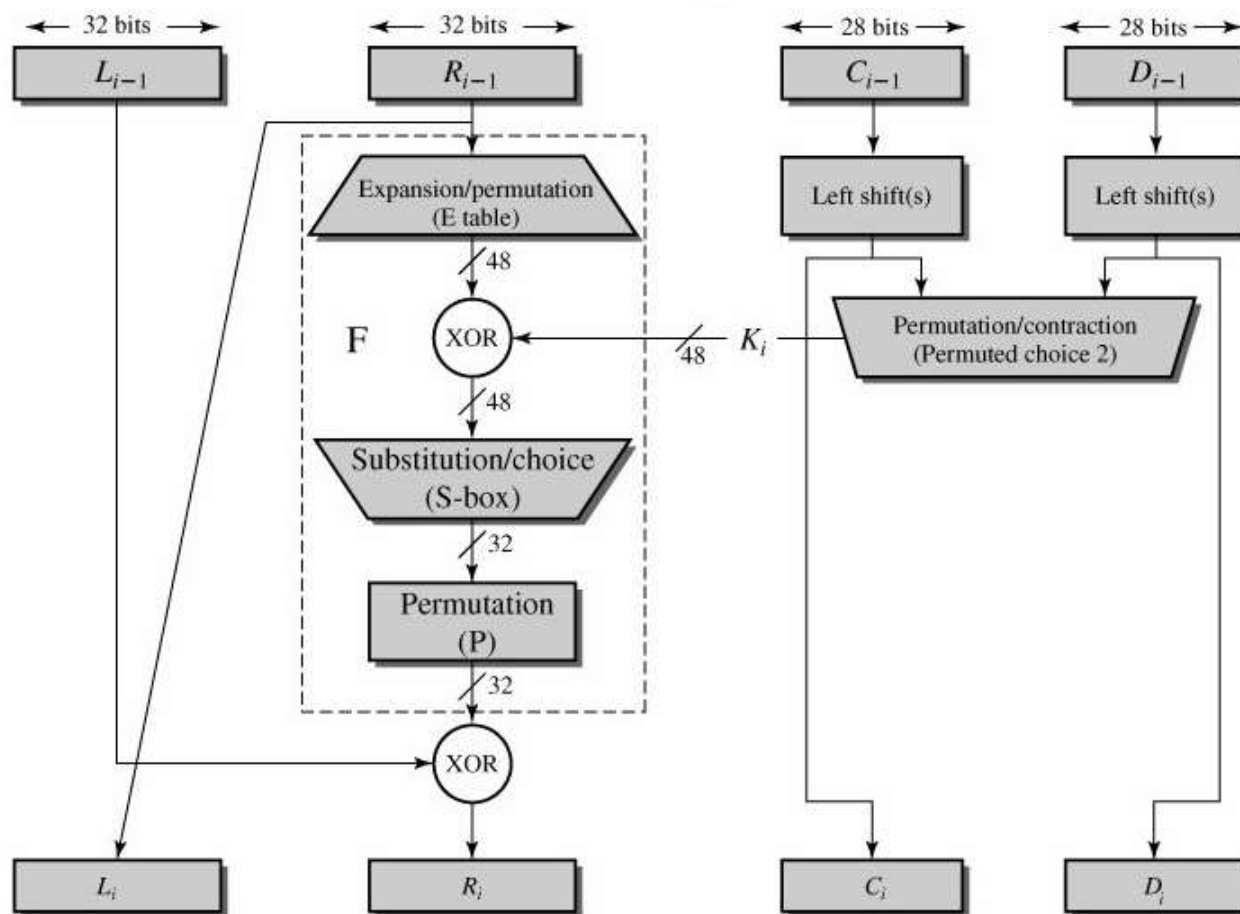 32 bits
32 bits
28 bits
28 bits
L_{i−1}
R_{i−1}
C_{i−1}
D_{i−1}
Expansion/permutation
(E table)
Left shift(s)
Left shift(s)
48
F
XOR
48
K_i
Permutation/contraction
(Permuted choice 2)
48
Substitution/choice
(S-box)
32
Permutation
(P)
32
XOR
L_i
R_i
C_i
D_i